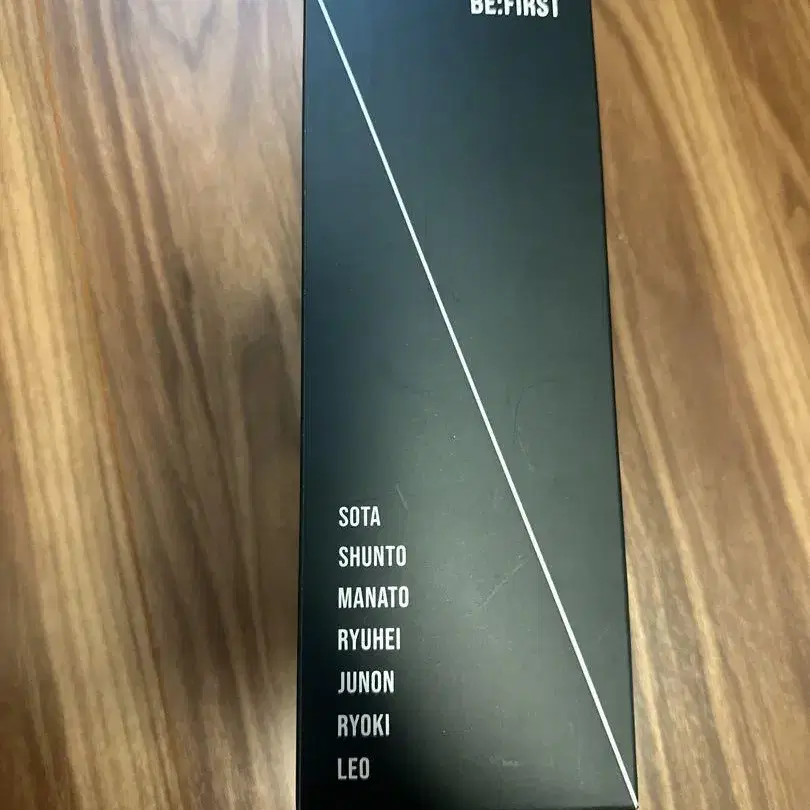 BE:FIRST
SOTA
SHUNTO
MANATO
RYUHEI
JUNON
RYOKI
LEO